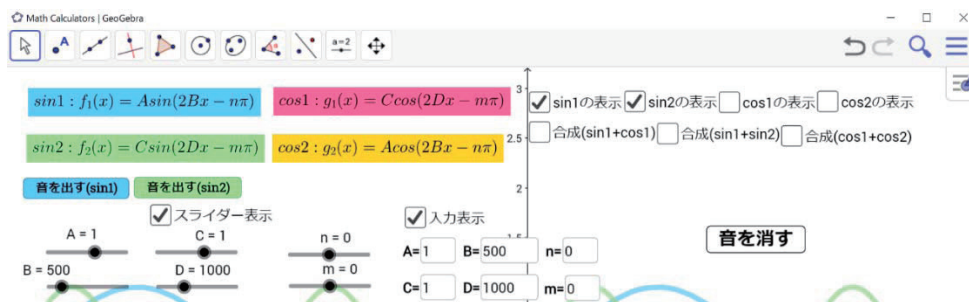 Math Calculators | GeoGebra
a=2
sin1 : f₁(x) = Asin(2Bx − nπ)
cos1 : g₁(x) = Ccos(2Dx − mπ)
sin2 : f₂(x) = Csin(2Dx − mπ)
cos2 : g₂(x) = Acos(2Bx − nπ)
3
sin1の表示 sin2の表示 cos1の表示 cos2の表示
2.5
合成(sin1+cos1) 合成(sin1+sin2) 合成(cos1+cos2)
音を出す(sin1) 音を出す(sin2)
2
スライダー表示
入力表示
音を消す
A = 1 C = 1 n = 0
1.5
A= 1 B= 500 n= 0
B = 500 D = 1000 m = 0
C= 1 D= 1000 m= 0